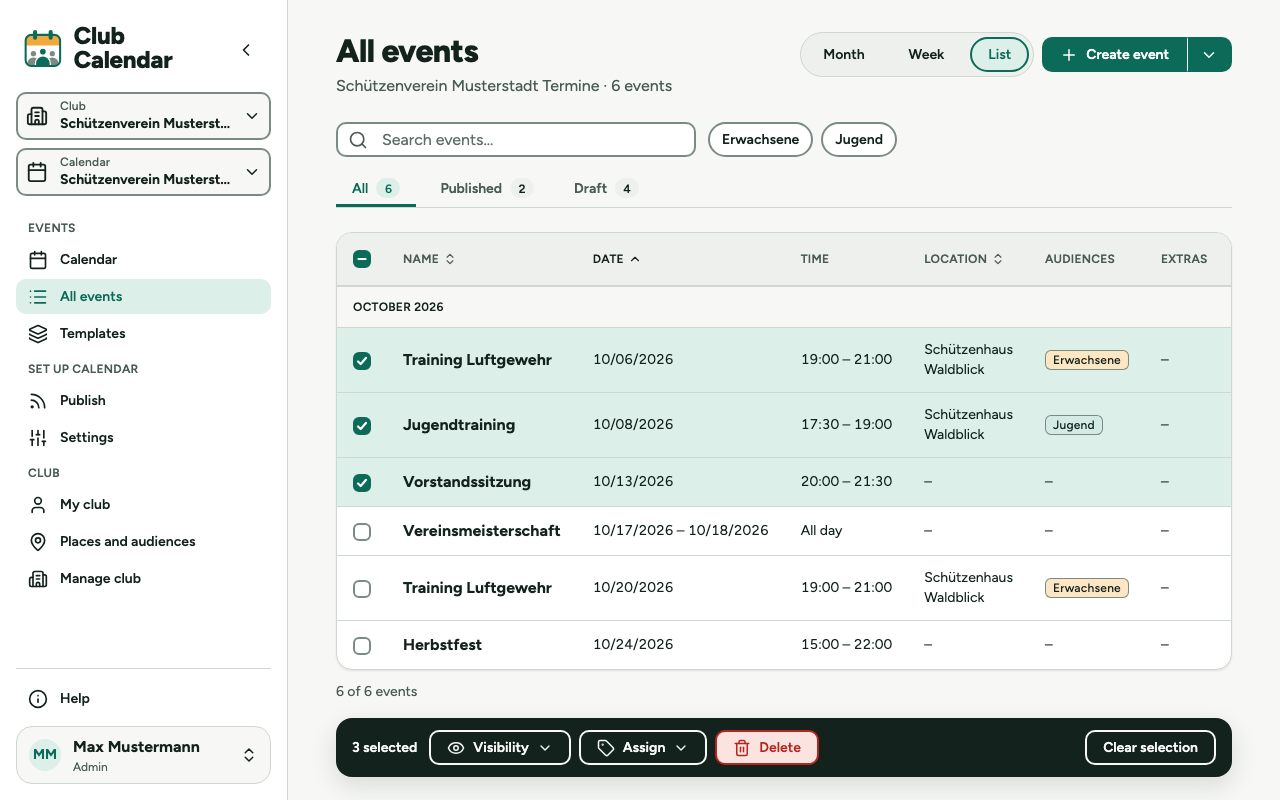 Club
Calendar
Club
Schützenverein Musterst...
Calendar
Schützenverein Musterst...
EVENTS
Calendar
All events
Templates
SET UP CALENDAR
Publish
Settings
CLUB
My club
Places and audiences
Manage club
Help
MM
Max Mustermann
Admin
All events
Schützenverein Musterstadt Termine · 6 events
Month
Week
List
Create event
Search events...
Erwachsene
Jugend
All 6
Published 2
Draft 4
NAME DATE TIME LOCATION AUDIENCES EXTRAS
OCTOBER 2026
Training Luftgewehr 10/06/2026 19:00 – 21:00 Schützenhaus Waldblick Erwachsene –
Jugendtraining 10/08/2026 17:30 – 19:00 Schützenhaus Waldblick Jugend –
Vorstandssitzung 10/13/2026 20:00 – 21:30 – – –
Vereinsmeisterschaft 10/17/2026 – 10/18/2026 All day – – –
Training Luftgewehr 10/20/2026 19:00 – 21:00 Schützenhaus Waldblick Erwachsene –
Herbstfest 10/24/2026 15:00 – 22:00 – – –
6 of 6 events
3 selected
Visibility
Assign
Delete
Clear selection